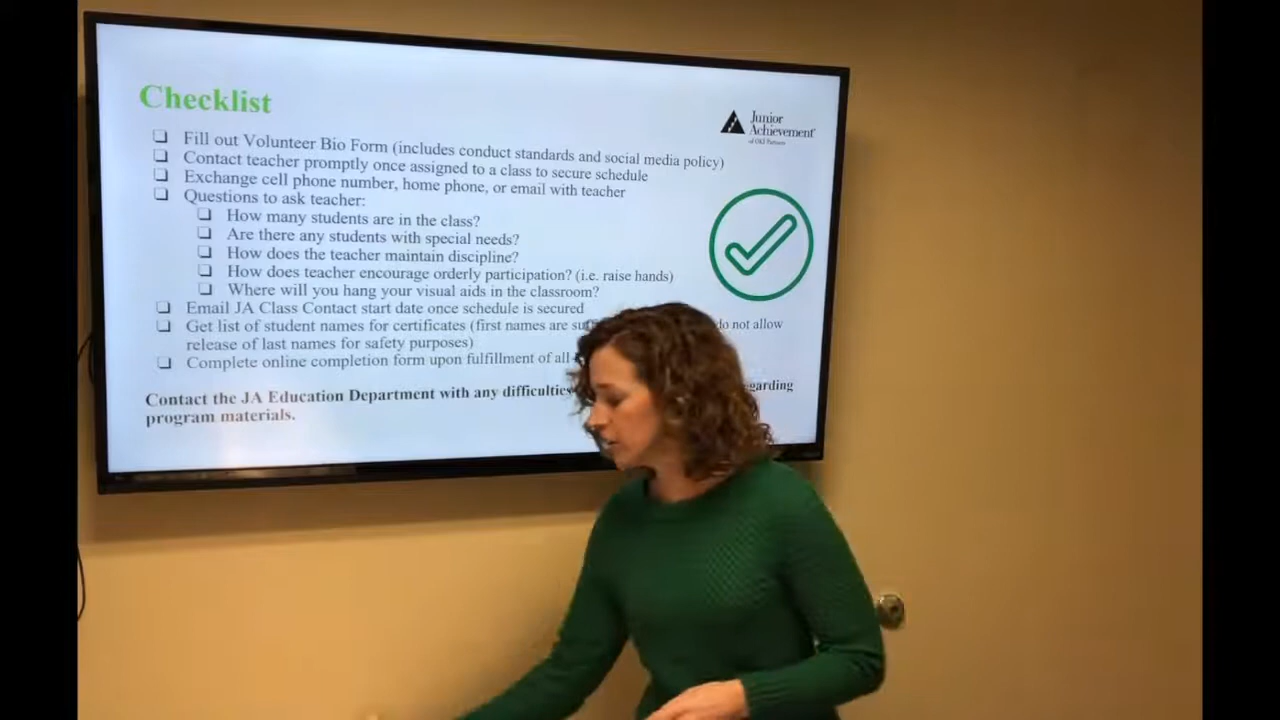 Checklist
Junior
Achievement
of OKI Partners
Fill out Volunteer Bio Form (includes conduct standards and social media policy)
Contact teacher promptly once assigned to a class to secure schedule
Exchange cell phone number, home phone, or email with teacher
Questions to ask teacher:
How many students are in the class?
Are there any students with special needs?
How does the teacher maintain discipline?
How does teacher encourage orderly participation? (i.e. raise hands)
Where will you hang your visual aids in the classroom?
Email JA Class Contact start date once schedule is secured
Get list of student names for certificates (first names are do not allow
release of last names for safety purposes)
Complete online completion form upon fulfillment of all
Contact the JA Education Department with any difficulties regarding
program materials.